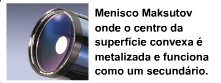 Menisco Maksutov
onde o centro da
superfície convexa é
metalizada e funciona
como um secundário.